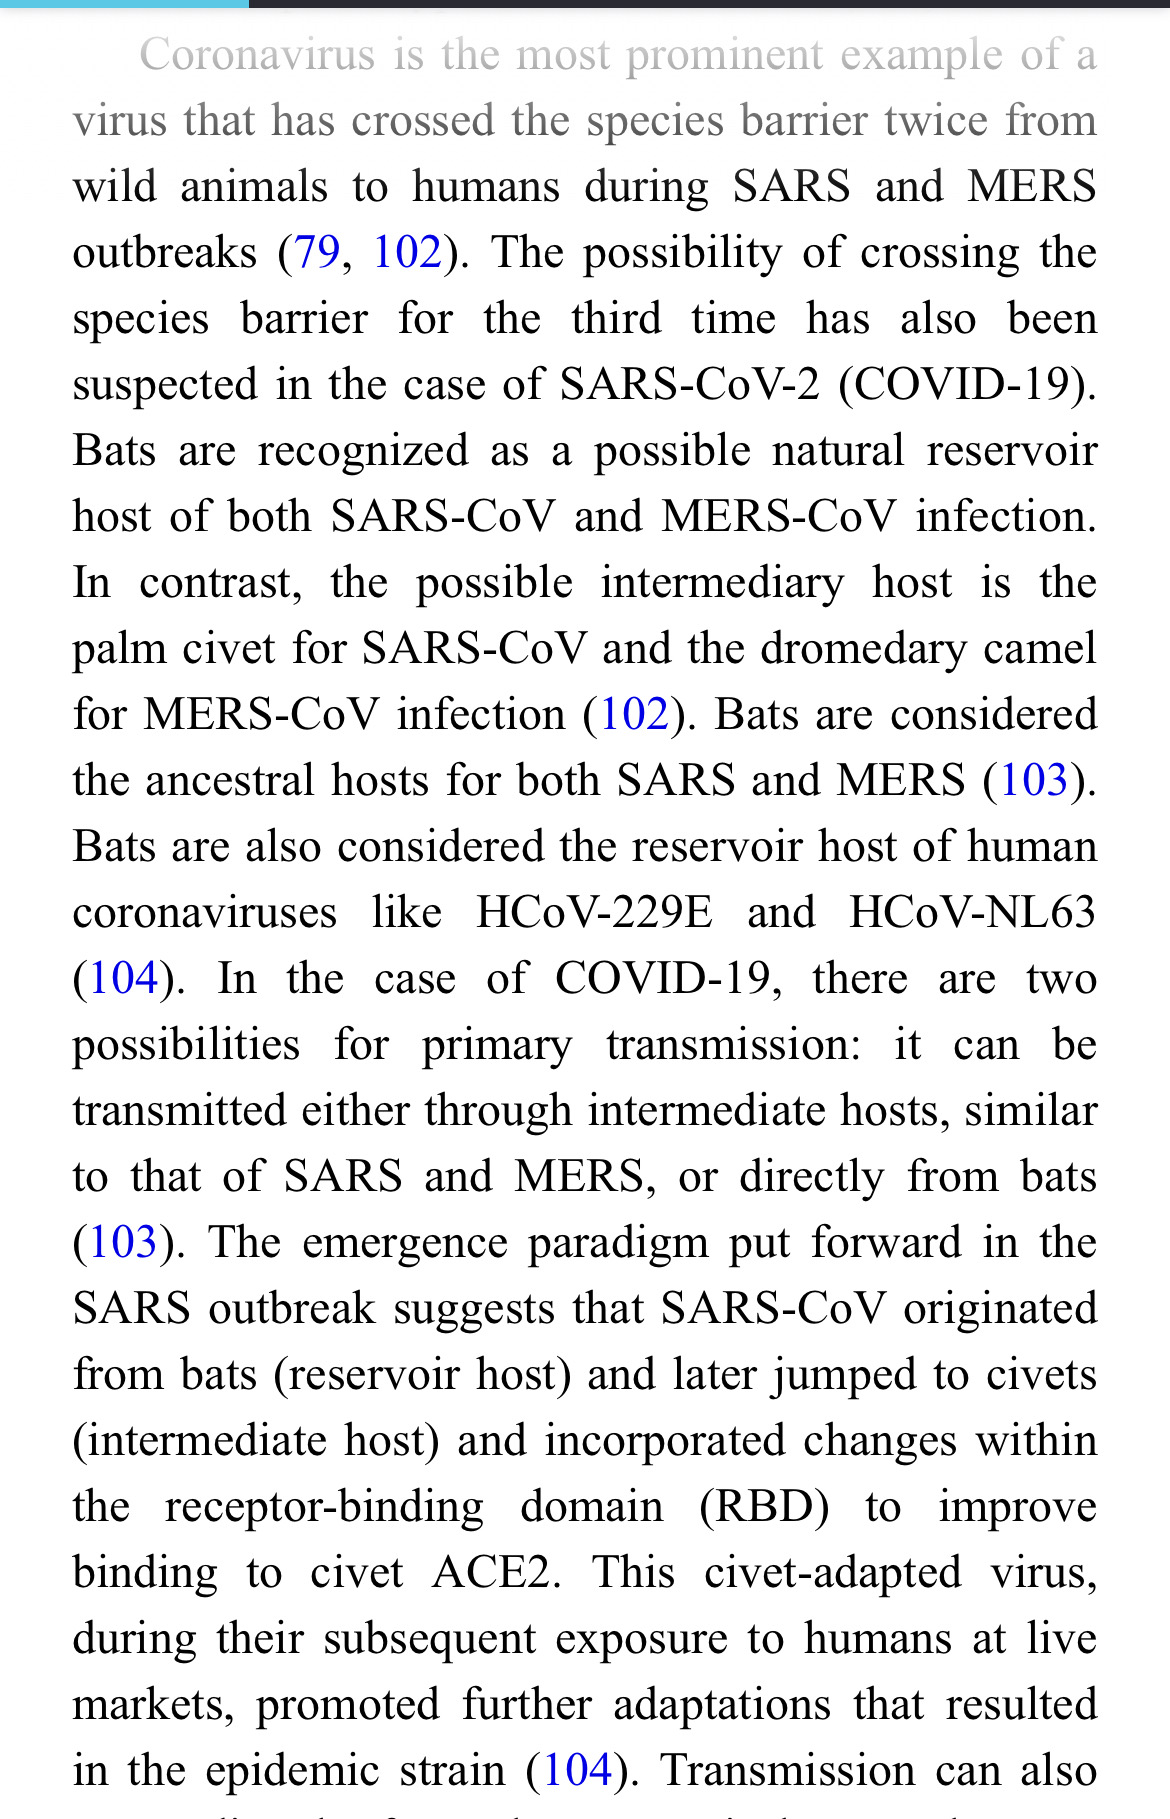 Coronavirus is the most prominent example of a
virus that has crossed the species barrier twice from
wild animals to humans during SARS and MERS
outbreaks (79, 102). The possibility of crossing the
species barrier for the third time has also been
suspected in the case of SARS-CoV-2 (COVID-19).
Bats are recognized as a possible natural reservoir
host of both SARS-CoV and MERS-CoV infection.
In contrast, the possible intermediary host is the
palm civet for SARS-CoV and the dromedary camel
for MERS-CoV infection (102). Bats are considered
the ancestral hosts for both SARS and MERS (103).
Bats are also considered the reservoir host of human
coronaviruses like HCoV-229E and HCoV-NL63
(104). In the case of COVID-19, there are two
possibilities for primary transmission: it can be
transmitted either through intermediate hosts, similar
to that of SARS and MERS, or directly from bats
(103). The emergence paradigm put forward in the
SARS outbreak suggests that SARS-CoV originated
from bats (reservoir host) and later jumped to civets
(intermediate host) and incorporated changes within
the receptor-binding domain (RBD) to improve
binding to civet ACE2. This civet-adapted virus,
during their subsequent exposure to humans at live
markets, promoted further adaptations that resulted
in the epidemic strain (104). Transmission can also